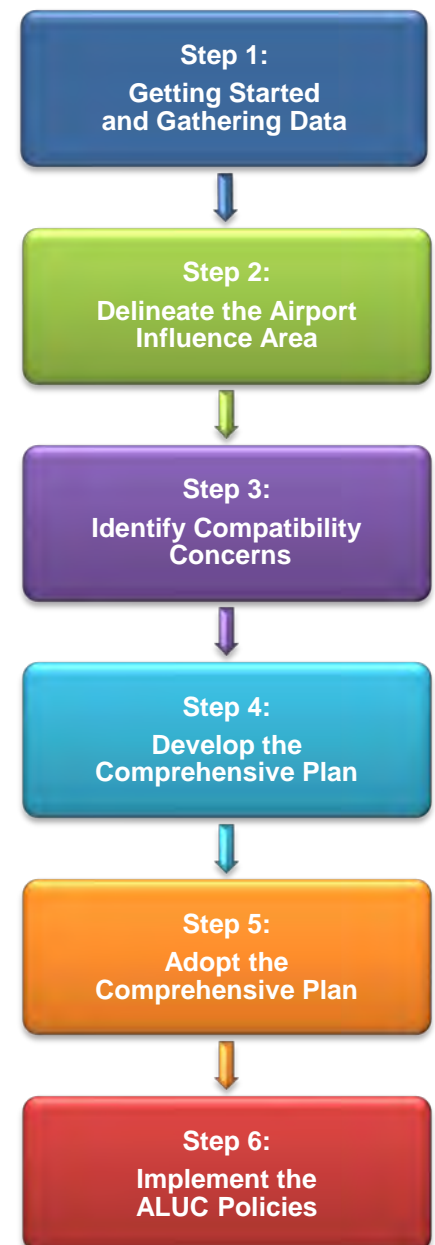 Step 1:
Getting Started
and Gathering Data
Step 2:
Delineate the Airport
Influence Area
Step 3:
Identify Compatibility
Concerns
Step 4:
Develop the
Comprehensive Plan
Step 5:
Adopt the
Comprehensive Plan
Step 6:
Implement the
ALUC Policies